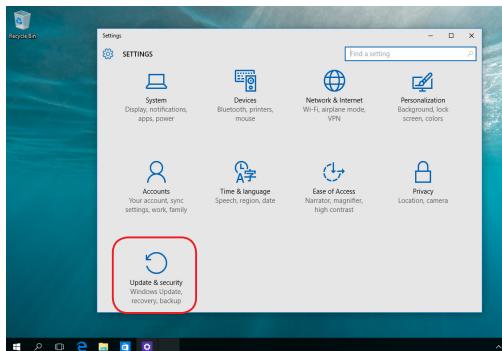 Recycle Bin
Settings
SETTINGS
Find a setting
System
Display, notifications,
apps, power
Devices
Bluetooth, printers,
mouse
Network & Internet
Wi-Fi, airplane mode,
VPN
Personalization
Background, lock
screen, colors
Accounts
Your account, sync
settings, work, family
Time & language
Speech, region, date
Ease of Access
Narrator, magnifier,
high contrast
Privacy
Location, camera
Update & security
Windows Update,
recovery, backup